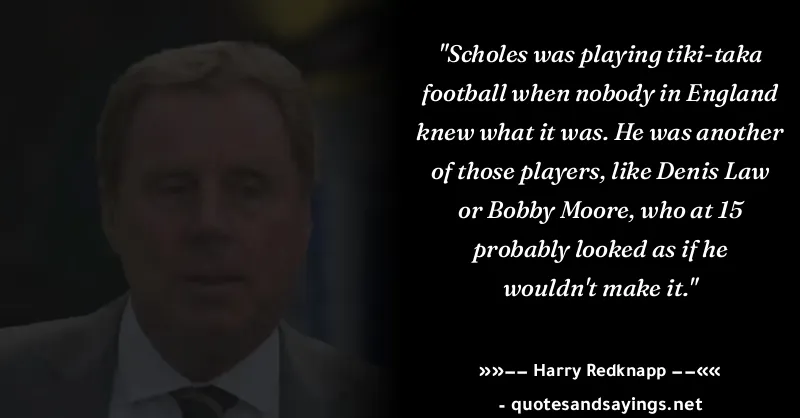 "Scholes was playing tiki-taka
football when nobody in England
knew what it was. He was another
of those players, like Denis Law
or Bobby Moore, who at 15
probably looked as if he
wouldn't make it."
»»–– Harry Redknapp ––««
- quotesandsayings.net